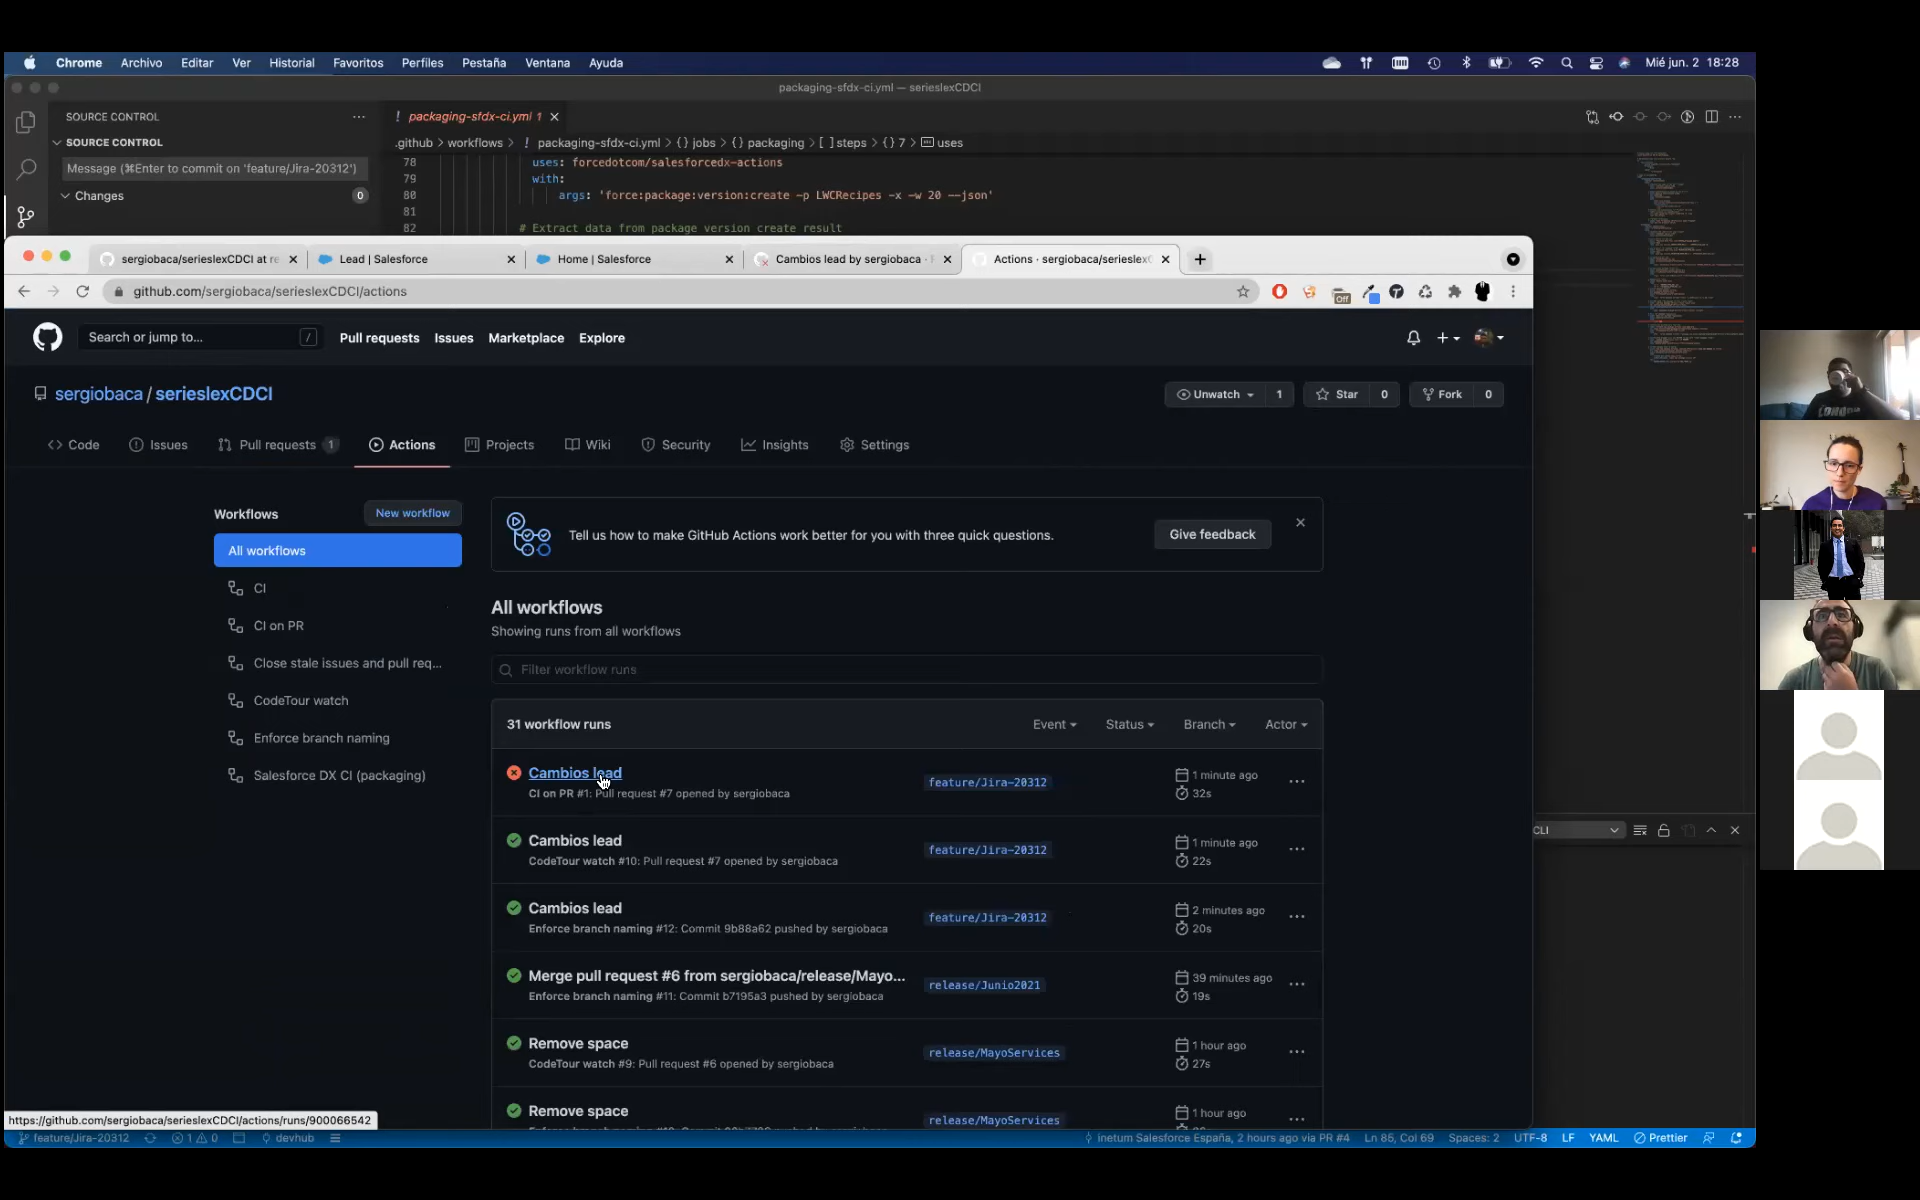 Chrome Archivo Editar Ver Historial Favoritos Perfiles Pestaña Ventana Ayuda Mié jun. 2 18:28
packaging-sfdx-ci.yml — serieslexCDCI
SOURCE CONTROL ··· ! packaging-sfdx-ci.yml 1
SOURCE CONTROL .github > workflows > ! packaging-sfdx-ci.yml > {} jobs > {} packaging > [ ] steps > {} 7 > uses
78 uses: forcedotcom/salesforcedx-actions
Message (⌘Enter to commit on 'feature/Jira-20312')
79 with:
Changes 0
80 args: 'force:package:version:create -p LWCRecipes -x -w 20 --json'
81
82 # Extract data from package version create result
sergiobaca/serieslexCDCI at re Lead | Salesforce Home | Salesforce Cambios lead by sergiobaca · Actions · sergiobaca/serieslexC
github.com/sergiobaca/serieslexCDCI/actions Off
Search or jump to... / Pull requests Issues Marketplace Explore
sergiobaca / serieslexCDCI Unwatch 1 Star 0 Fork 0
Code Issues Pull requests 1 Actions Projects Wiki Security Insights Settings
Workflows New workflow
All workflows
CI
CI on PR
Close stale issues and pull req...
CodeTour watch
Enforce branch naming
Salesforce DX CI (packaging)
Tell us how to make GitHub Actions work better for you with three quick questions. Give feedback
All workflows
Showing runs from all workflows
Filter workflow runs
31 workflow runs Event Status Branch Actor
Cambios lead feature/Jira-20312 1 minute ago
CI on PR #1: Pull request #7 opened by sergiobaca 32s
Cambios lead feature/Jira-20312 1 minute ago
CodeTour watch #10: Pull request #7 opened by sergiobaca 22s
Cambios lead feature/Jira-20312 2 minutes ago
Enforce branch naming #12: Commit 9b88a62 pushed by sergiobaca 20s
Merge pull request #6 from sergiobaca/release/Mayo... release/Junio2021 39 minutes ago
Enforce branch naming #11: Commit b7195a3 pushed by sergiobaca 19s
Remove space release/MayoServices 1 hour ago
CodeTour watch #9: Pull request #6 opened by sergiobaca 27s
Remove space release/MayoServices 1 hour ago
CLI
https://github.com/sergiobaca/serieslexCDCI/actions/runs/900066542
feature/Jira-20312 1 0 devhub inetum Salesforce España, 2 hours ago via PR #4 Ln 85, Col 69 Spaces: 2 UTF-8 LF YAML Prettier